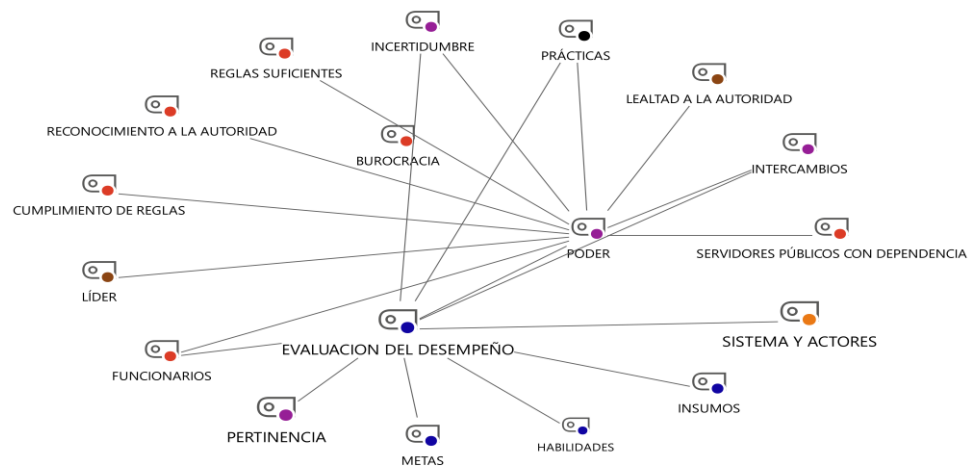 INCERTIDUMBRE
PRÁCTICAS
REGLAS SUFICIENTES
LEALTAD A LA AUTORIDAD
RECONOCIMIENTO A LA AUTORIDAD
BUROCRACIA
INTERCAMBIOS
CUMPLIMIENTO DE REGLAS
PODER
SERVIDORES PÚBLICOS CON DEPENDENCIA
LÍDER
EVALUACION DEL DESEMPEÑO
SISTEMA Y ACTORES
FUNCIONARIOS
INSUMOS
PERTINENCIA
HABILIDADES
METAS